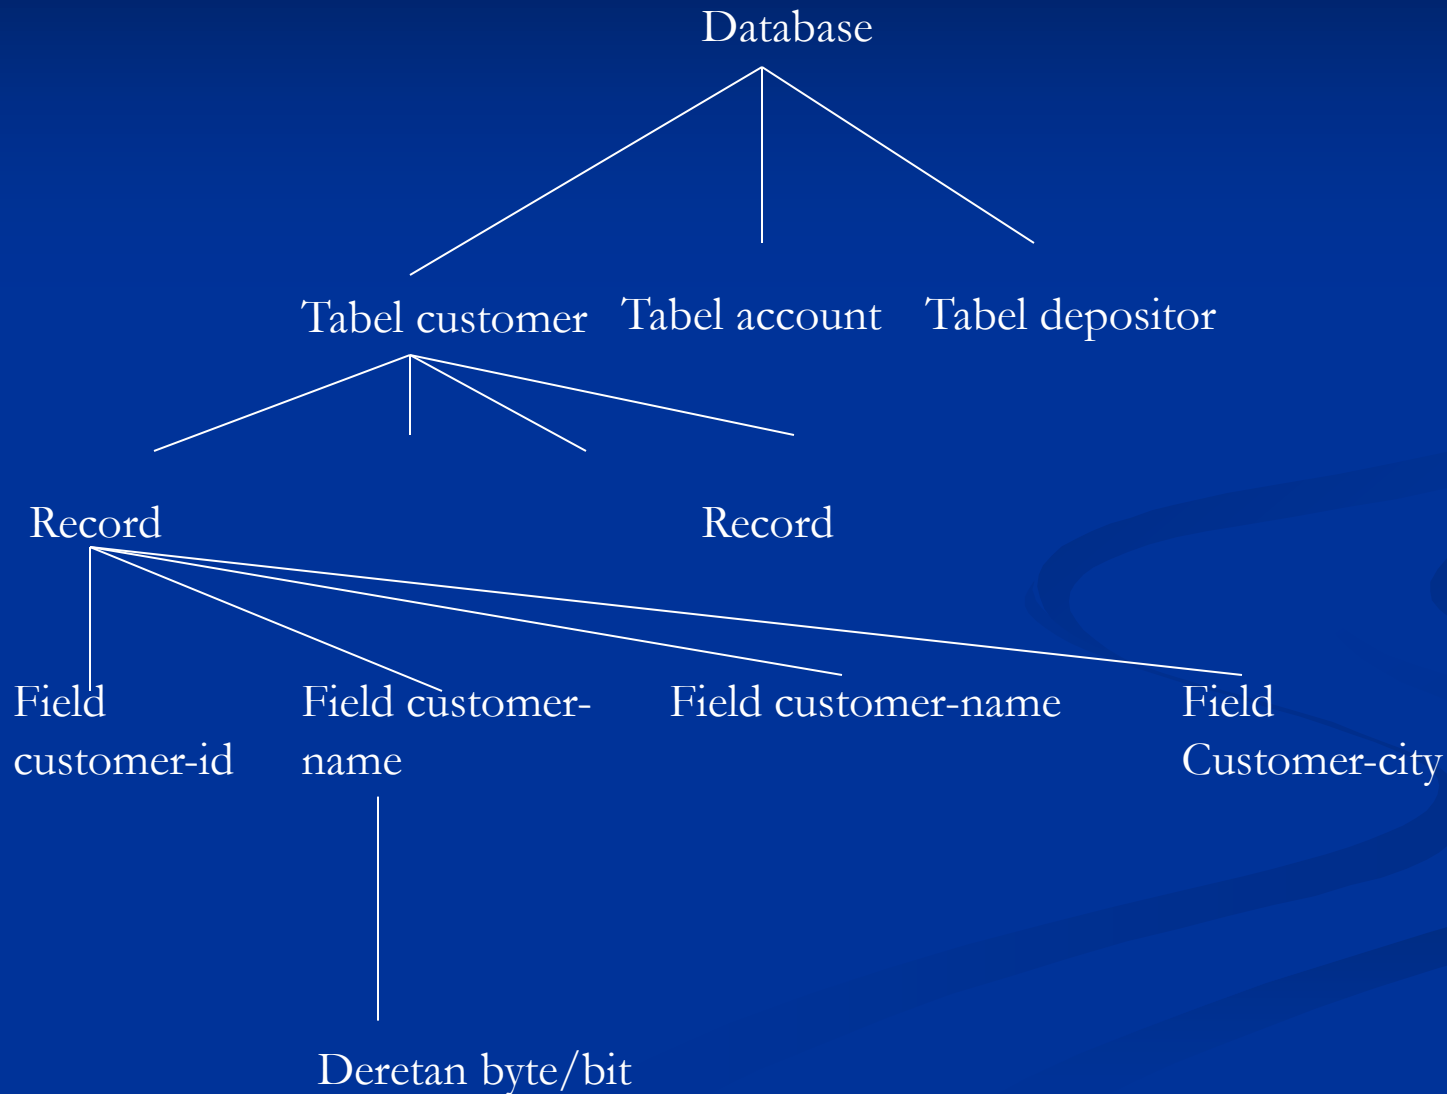 Database
Tabel customer
Tabel account
Tabel depositor
Record
Record
Field
customer-id
Field customer-
name
Field customer-name
Field
Customer-city
Deretan byte/bit